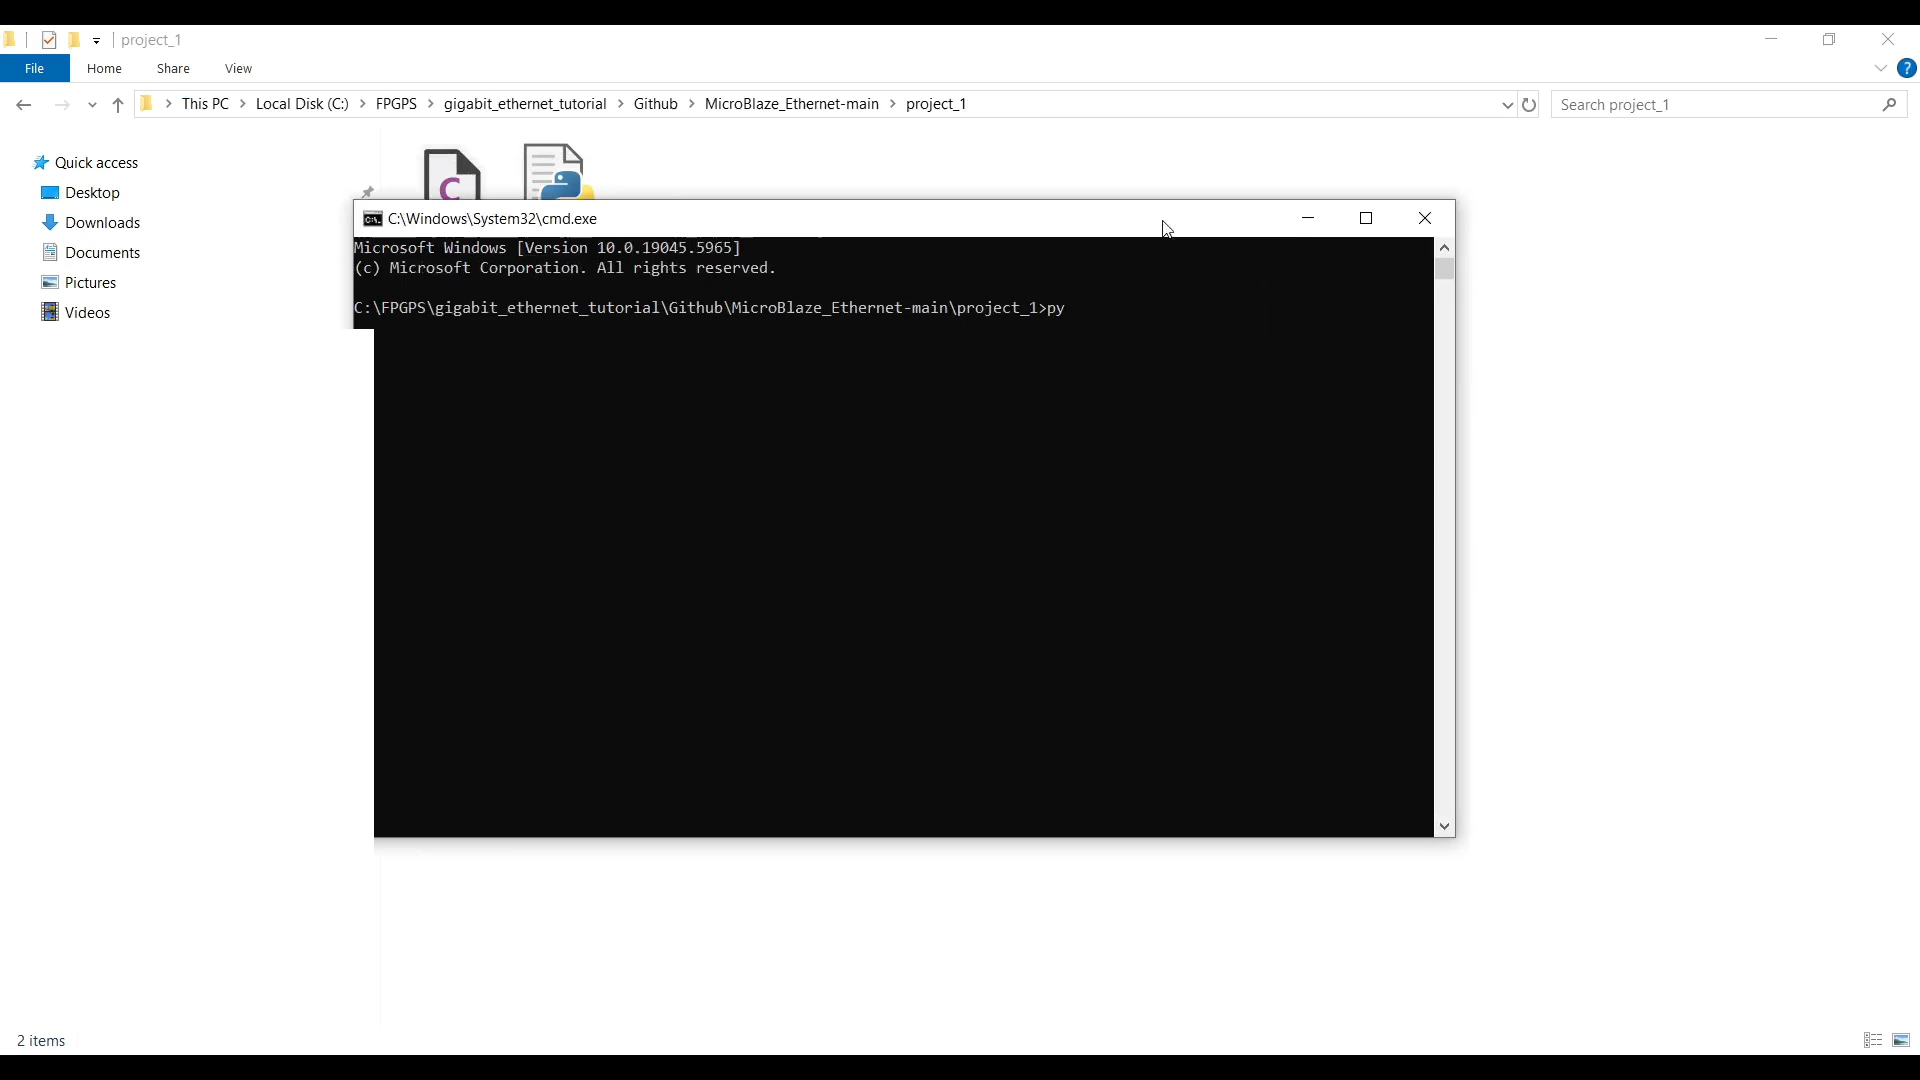 project_1
File Home Share View
This PC > Local Disk (C:) > FPGPS > gigabit_ethernet_tutorial > Github > MicroBlaze_Ethernet-main > project_1
Search project_1
Quick access
Desktop
Downloads
Documents
Pictures
Videos
C
C:\Windows\System32\cmd.exe
Microsoft Windows [Version 10.0.19045.5965]
(c) Microsoft Corporation. All rights reserved.
C:\FPGPS\gigabit_ethernet_tutorial\Github\MicroBlaze_Ethernet-main\project_1>py
2 items